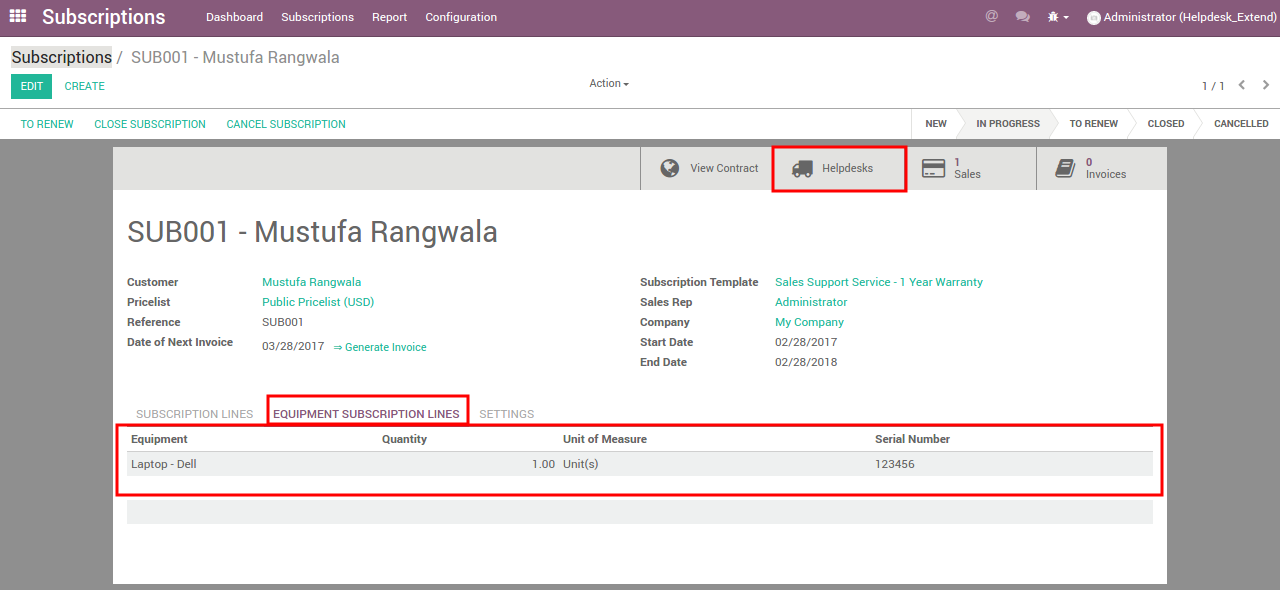 Subscriptions Dashboard Subscriptions Report Configuration @ Administrator (Helpdesk_Extend)
Subscriptions / SUB001 - Mustufa Rangwala
EDIT CREATE Action 1 / 1
TO RENEW CLOSE SUBSCRIPTION CANCEL SUBSCRIPTION NEW IN PROGRESS TO RENEW CLOSED CANCELLED
View Contract Helpdesks 1 Sales 0 Invoices
SUB001 - Mustufa Rangwala
Customer Mustufa Rangwala Subscription Template Sales Support Service - 1 Year Warranty
Pricelist Public Pricelist (USD) Sales Rep Administrator
Reference SUB001 Company My Company
Date of Next Invoice 03/28/2017 ⇒ Generate Invoice Start Date 02/28/2017
End Date 02/28/2018
SUBSCRIPTION LINES EQUIPMENT SUBSCRIPTION LINES SETTINGS
Equipment Quantity Unit of Measure Serial Number
Laptop - Dell 1.00 Unit(s) 123456